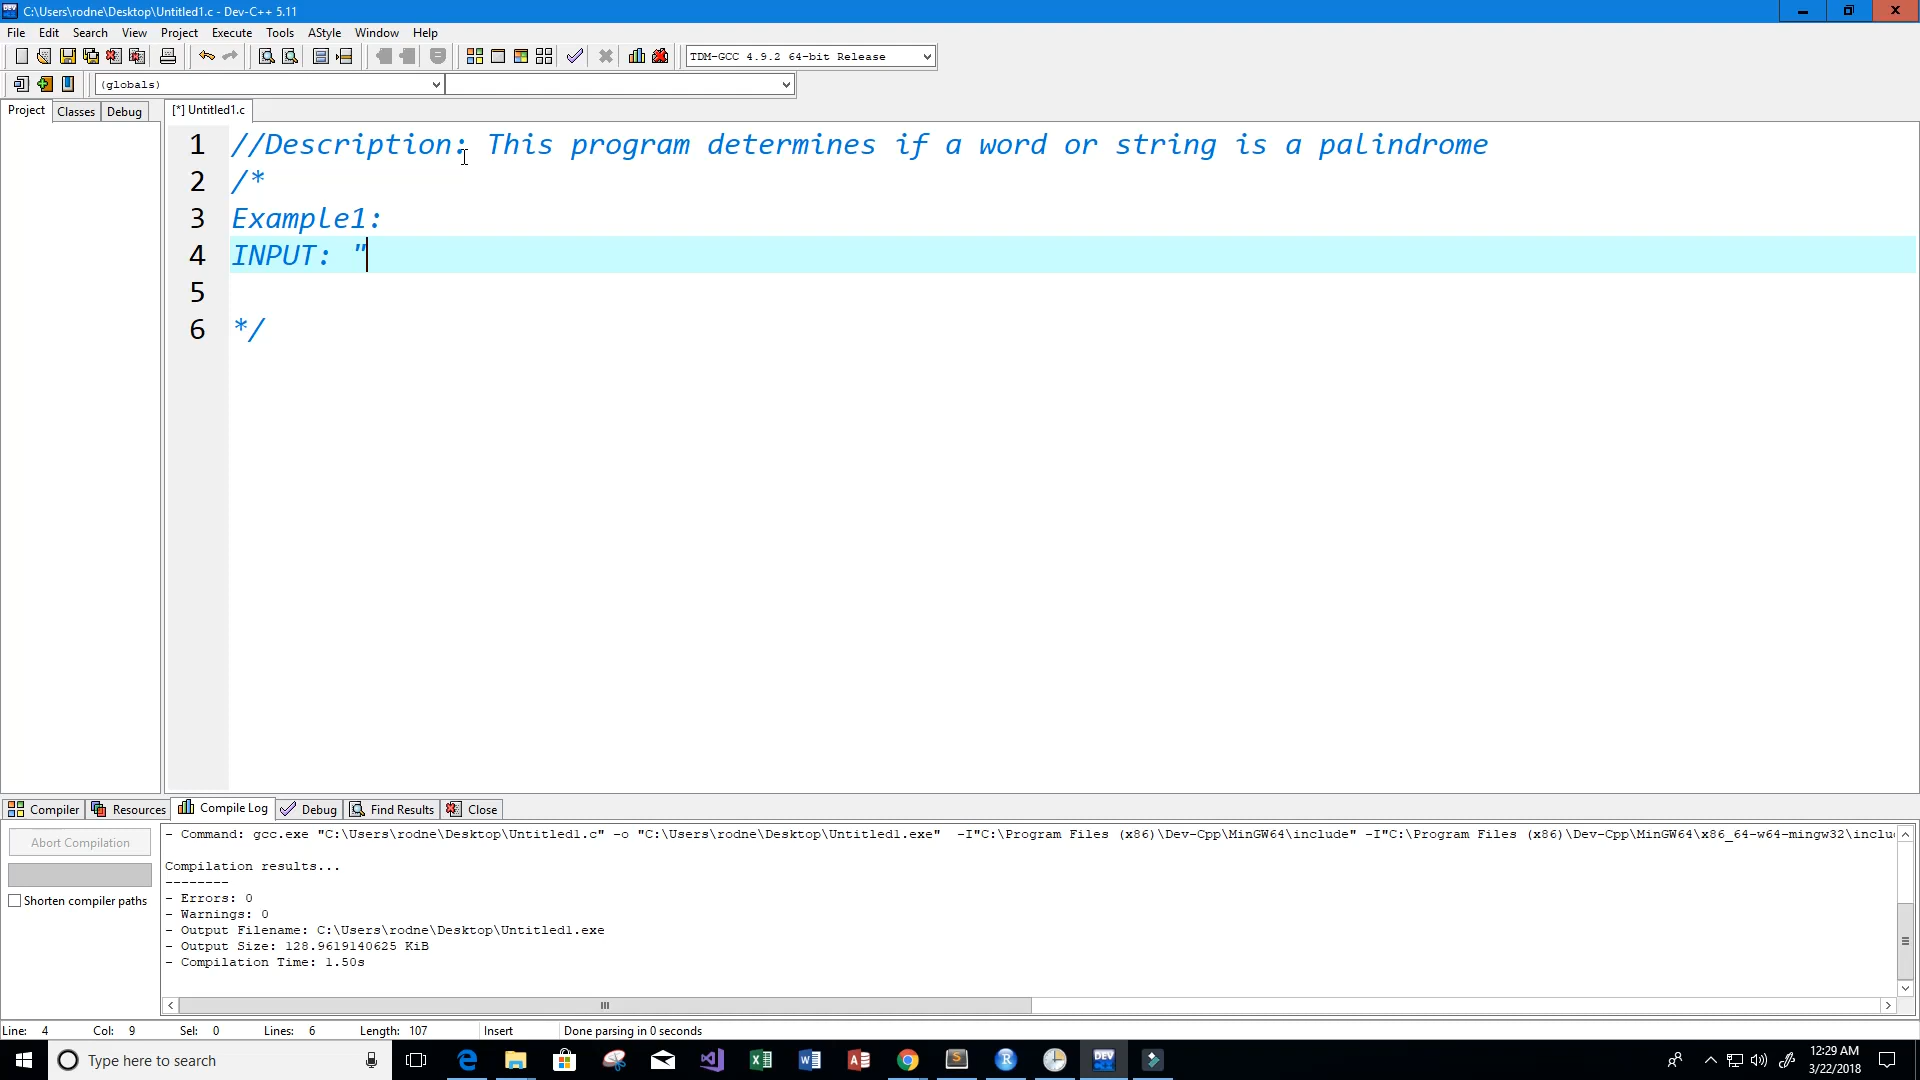 C:\Users\rodne\Desktop\Untitled1.c - Dev-C++ 5.11
File Edit Search View Project Execute Tools AStyle Window Help
TDM-GCC 4.9.2 64-bit Release
(globals)
Project Classes Debug [*] Untitled1.c
1 //Description: This program determines if a word or string is a palindrome
2 /*
3 Example1:
4 INPUT: "
5
6 */
Compiler Resources Compile Log Debug Find Results Close
Abort Compilation
Shorten compiler paths
- Command: gcc.exe "C:\Users\rodne\Desktop\Untitled1.c" -o "C:\Users\rodne\Desktop\Untitled1.exe" -I"C:\Program Files (x86)\Dev-Cpp\MinGW64\include" -I"C:\Program Files (x86)\Dev-Cpp\MinGW64\x86_64-w64-mingw32\inclu
Compilation results...
--------
- Errors: 0
- Warnings: 0
- Output Filename: C:\Users\rodne\Desktop\Untitled1.exe
- Output Size: 128.9619140625 KiB
- Compilation Time: 1.50s
Line: 4 Col: 9 Sel: 0 Lines: 6 Length: 107 Insert Done parsing in 0 seconds
Type here to search
12:29 AM
3/22/2018